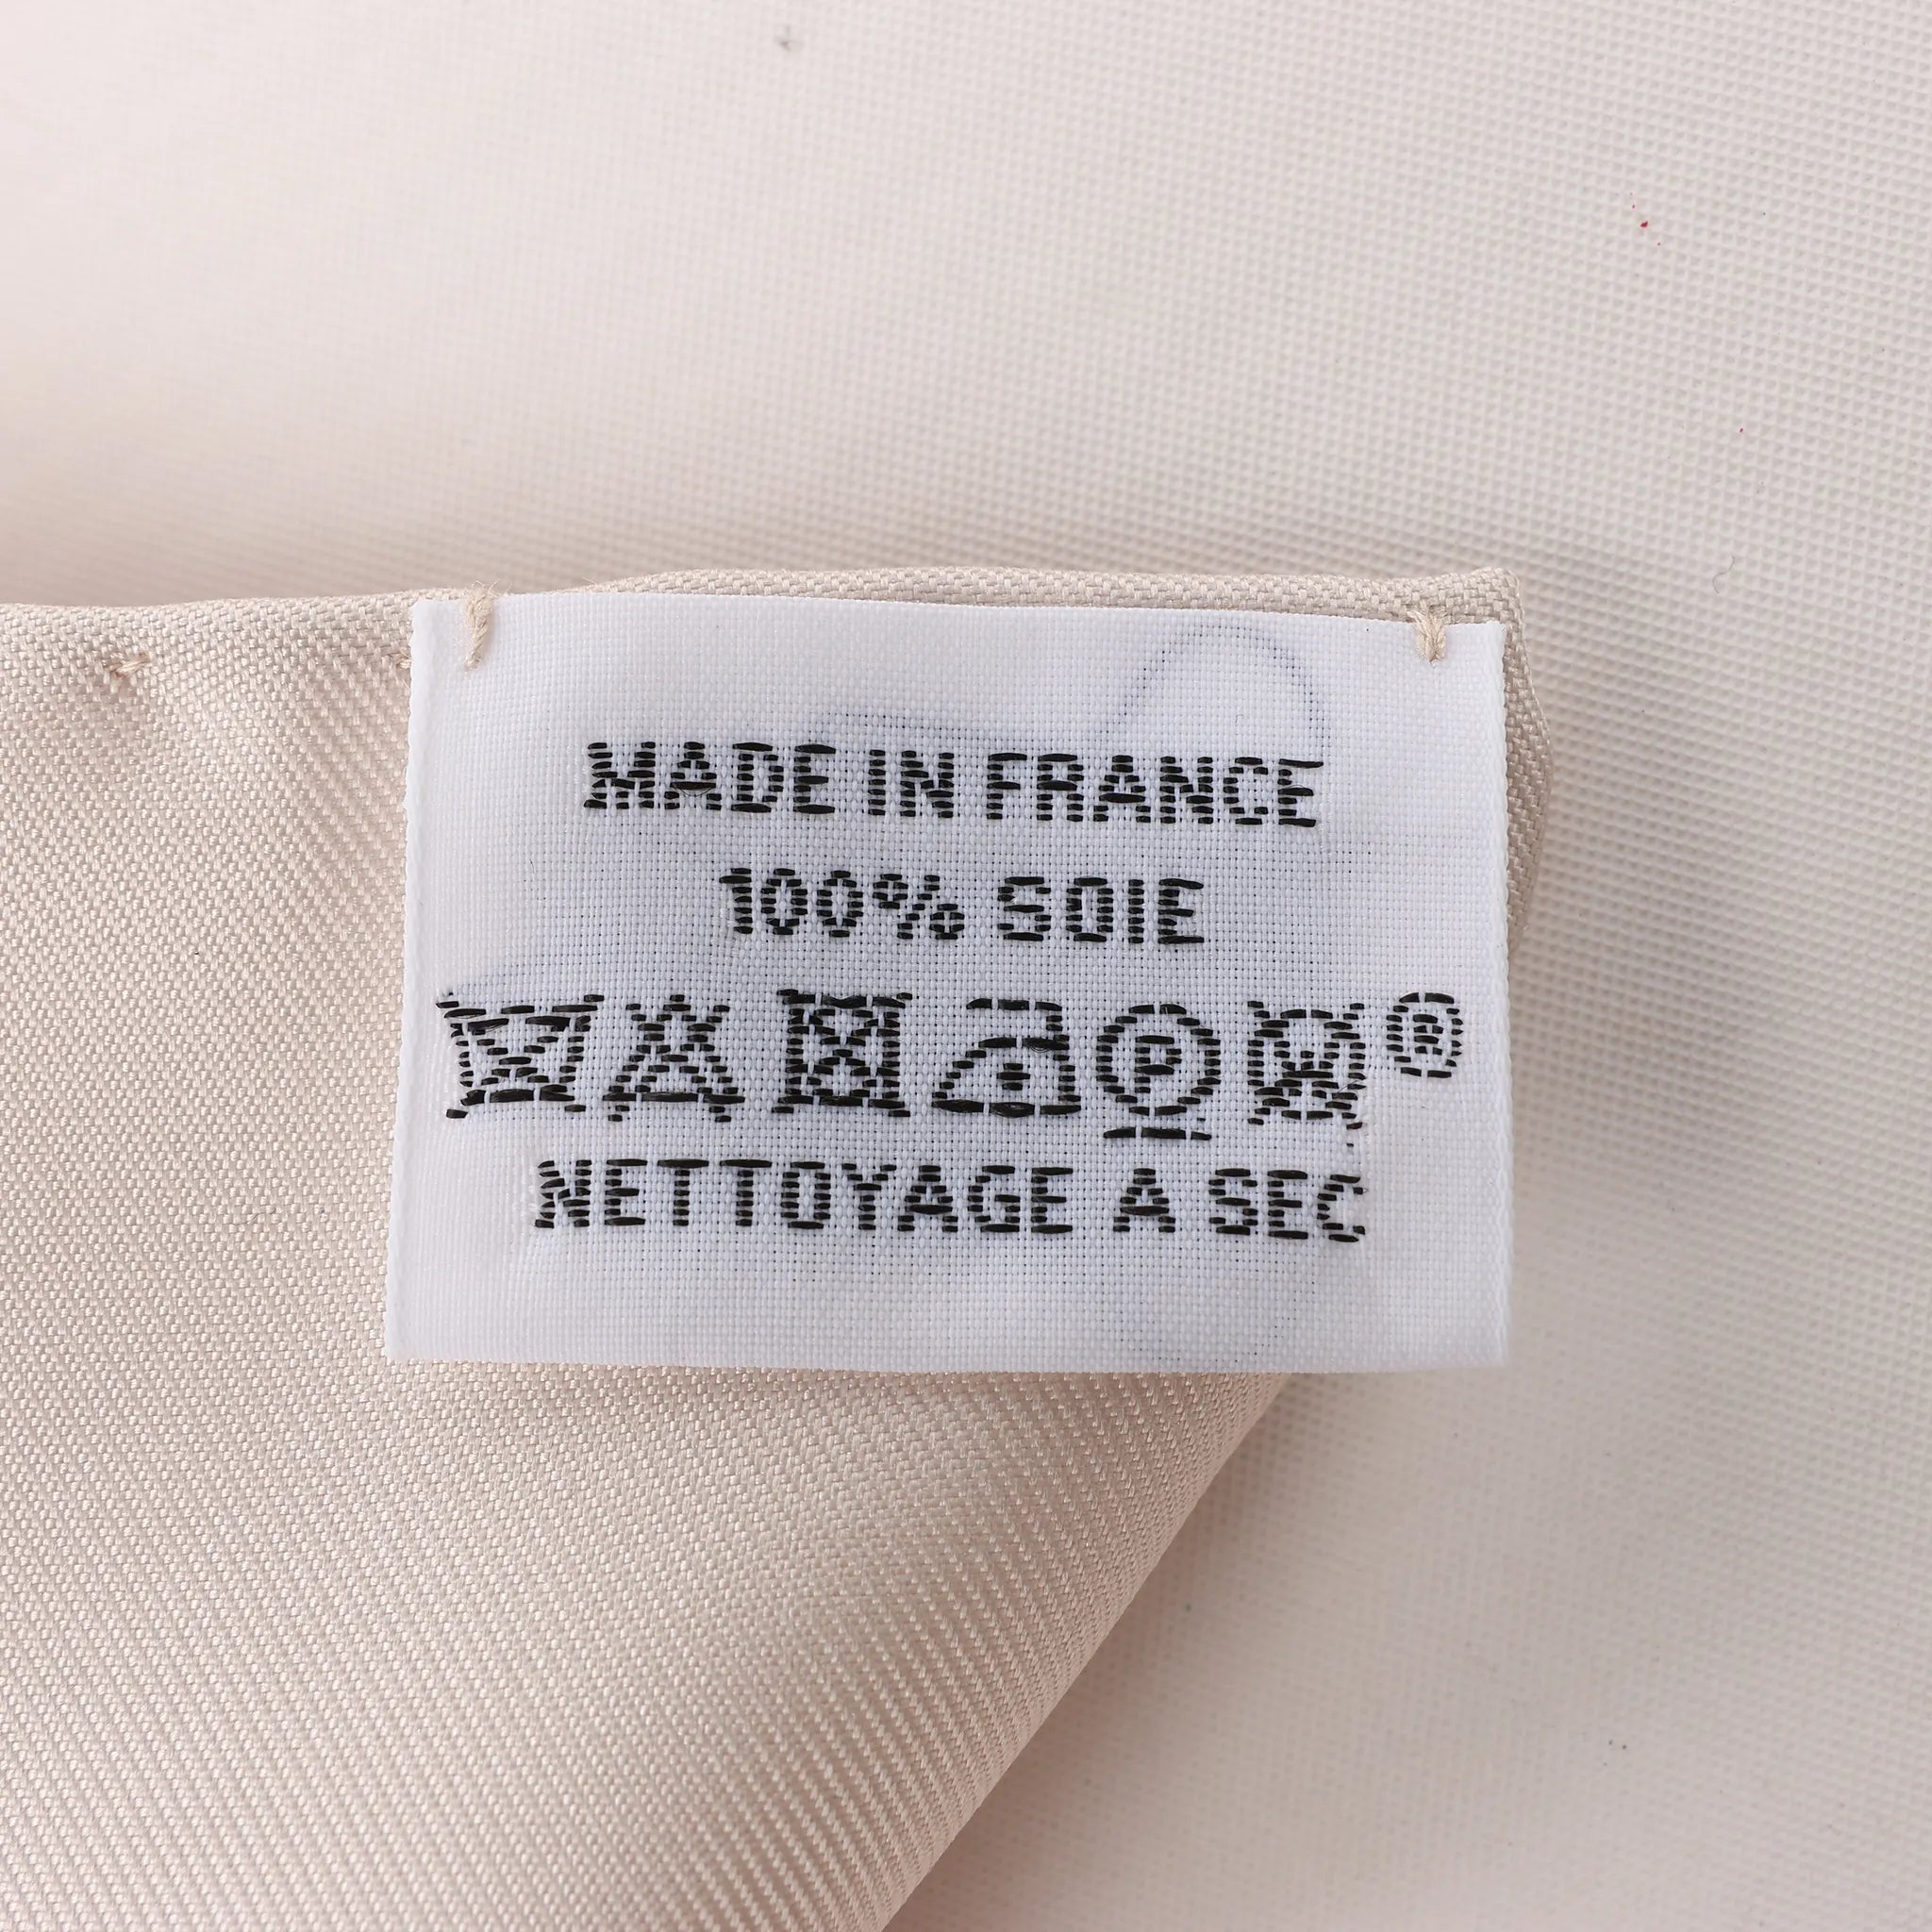 MADE IN FRANCE
100% SOIE
P W ®
NETTOYAGE A SEC